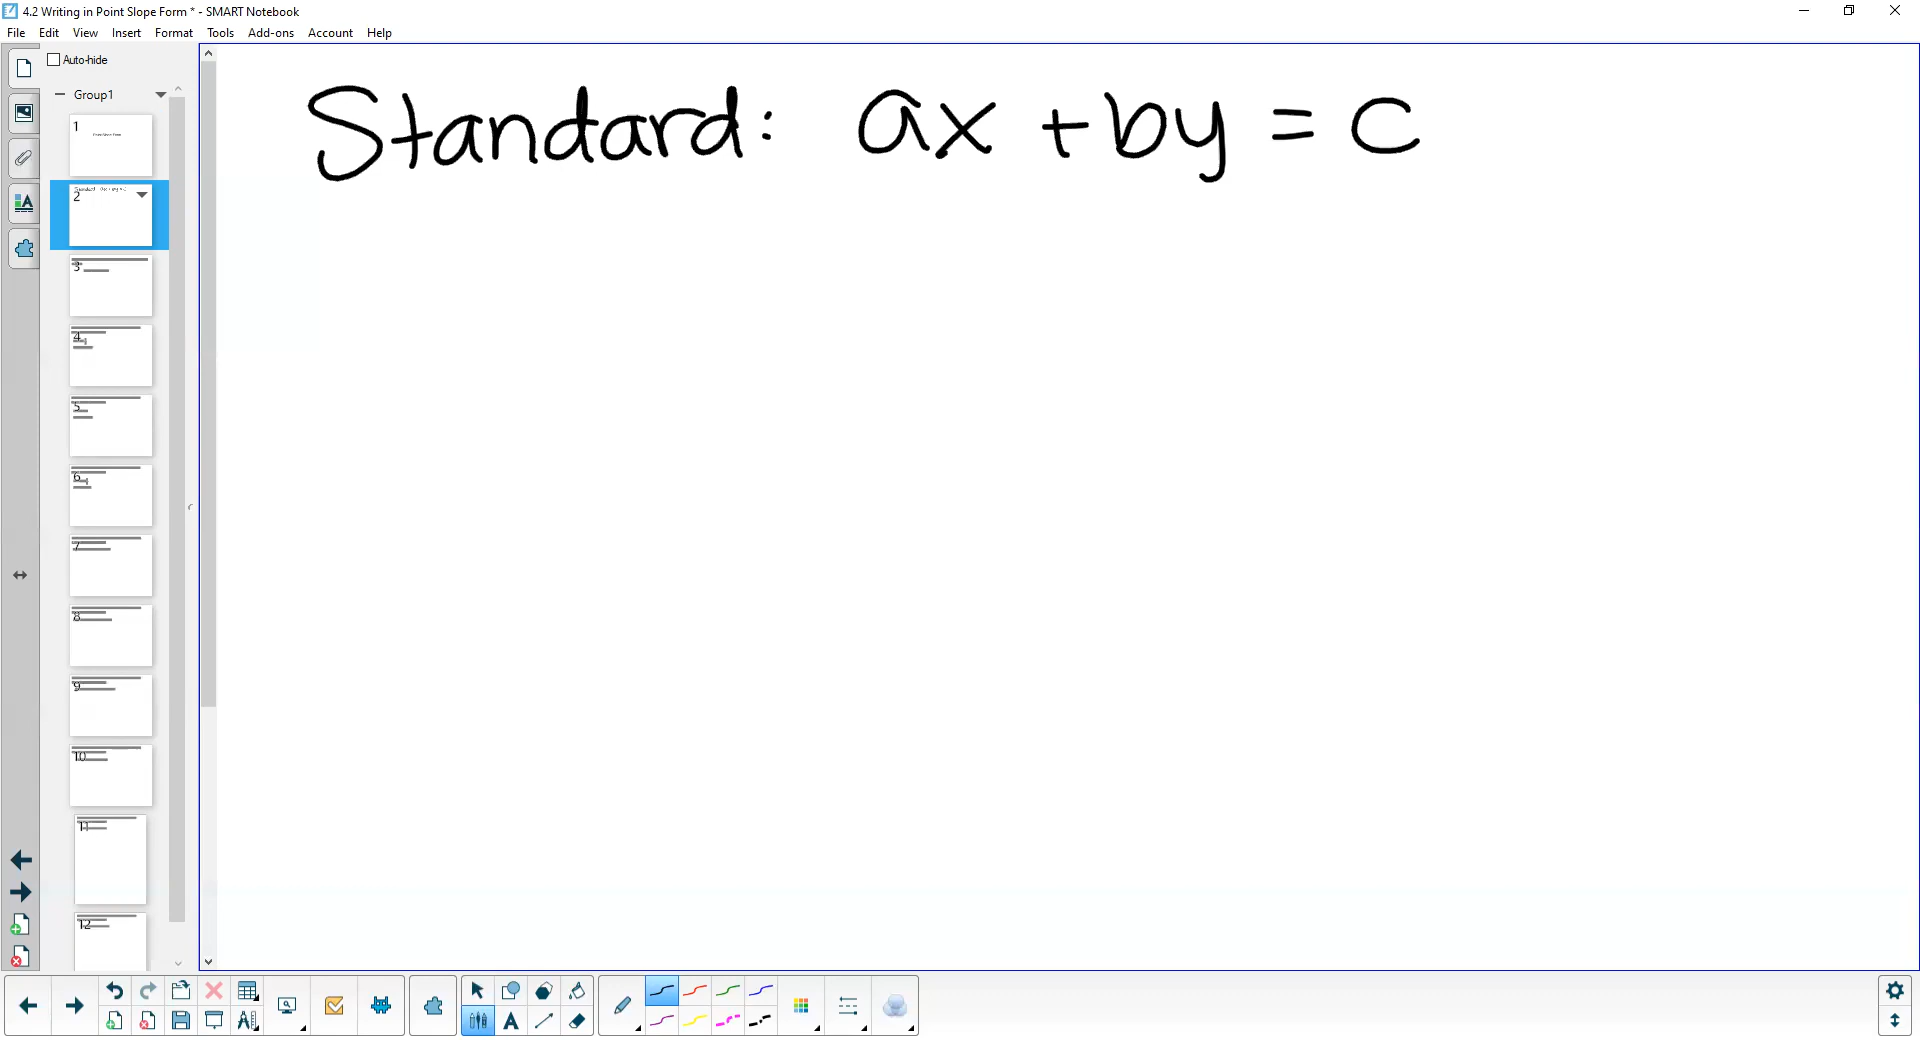 4.2 Writing in Point Slope Form * - SMART Notebook
File Edit View Insert Format Tools Add-ons Account Help
Auto-hide
Group1
1
2
3
4
5
6
7
8
9
10
11
12
Standard: ax + by = c